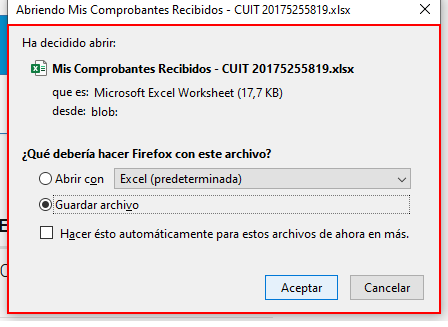 Abriendo Mis Comprobantes Recibidos - CUIT 20175255819.xlsx
Ha decidido abrir:
Mis Comprobantes Recibidos - CUIT 20175255819.xlsx
que es: Microsoft Excel Worksheet (17,7 KB)
desde: blob:
¿Qué debería hacer Firefox con este archivo?
Abrir con Excel (predeterminada)
Guardar archivo
Hacer ésto automáticamente para estos archivos de ahora en más.
Aceptar Cancelar